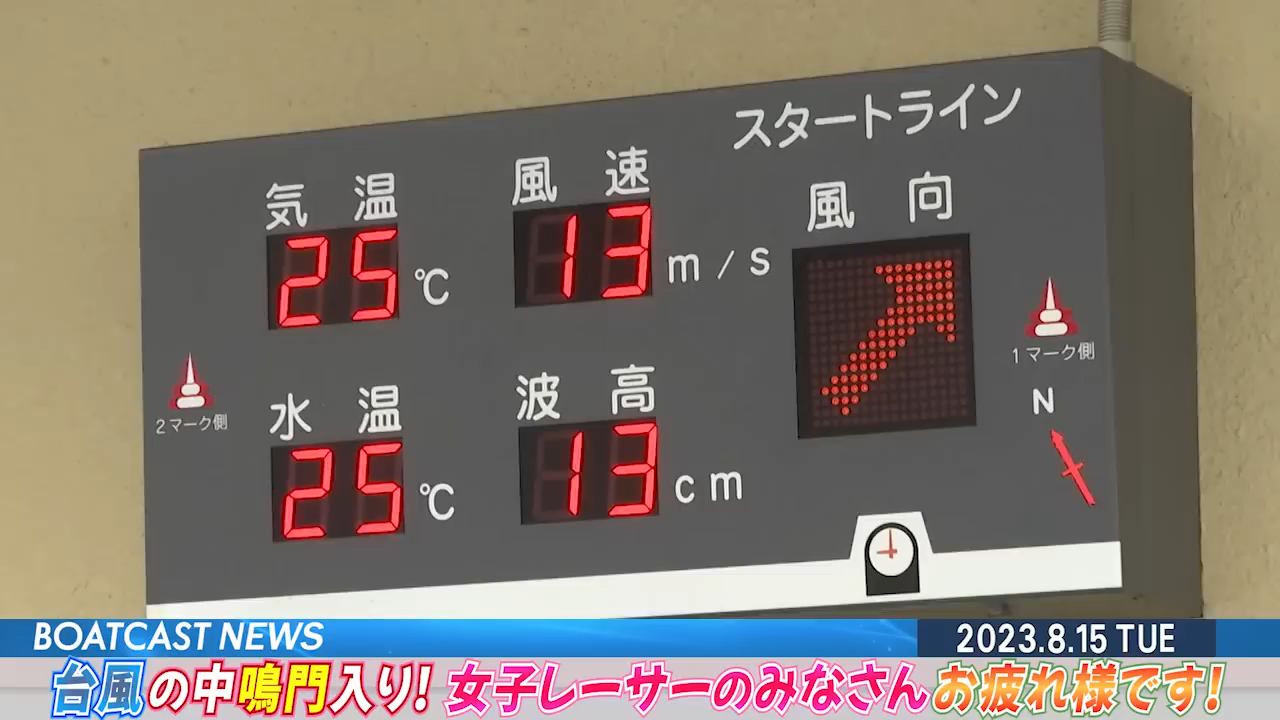 スタートライン
気温 25℃
風速 13 m/s
風向
2マーク側
1マーク側
N
水温 25℃
波高 13 cm
BOATCAST NEWS
2023.8.15 TUE
台風の中鳴門入り! 女子レーサーのみなさんお疲れ様です!